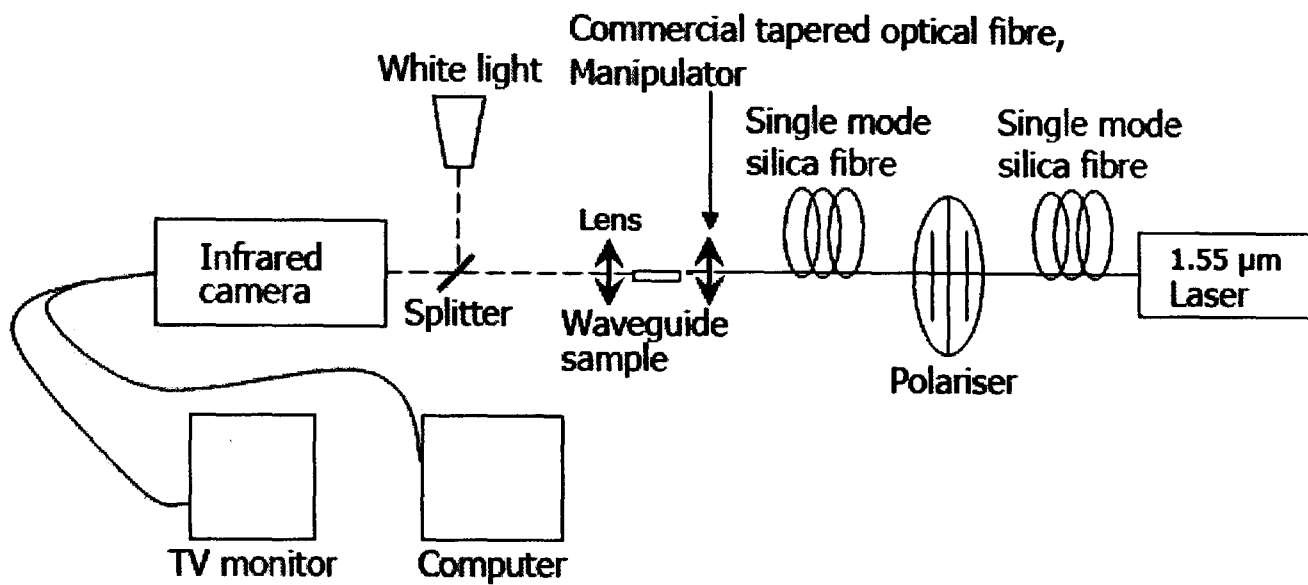 Commercial tapered optical fibre,
Manipulator
White light
Single mode
silica fibre
Single mode
silica fibre
Lens
Infrared
camera
Splitter
Waveguide
sample
Polariser
1.55 µm
Laser
TV monitor
Computer